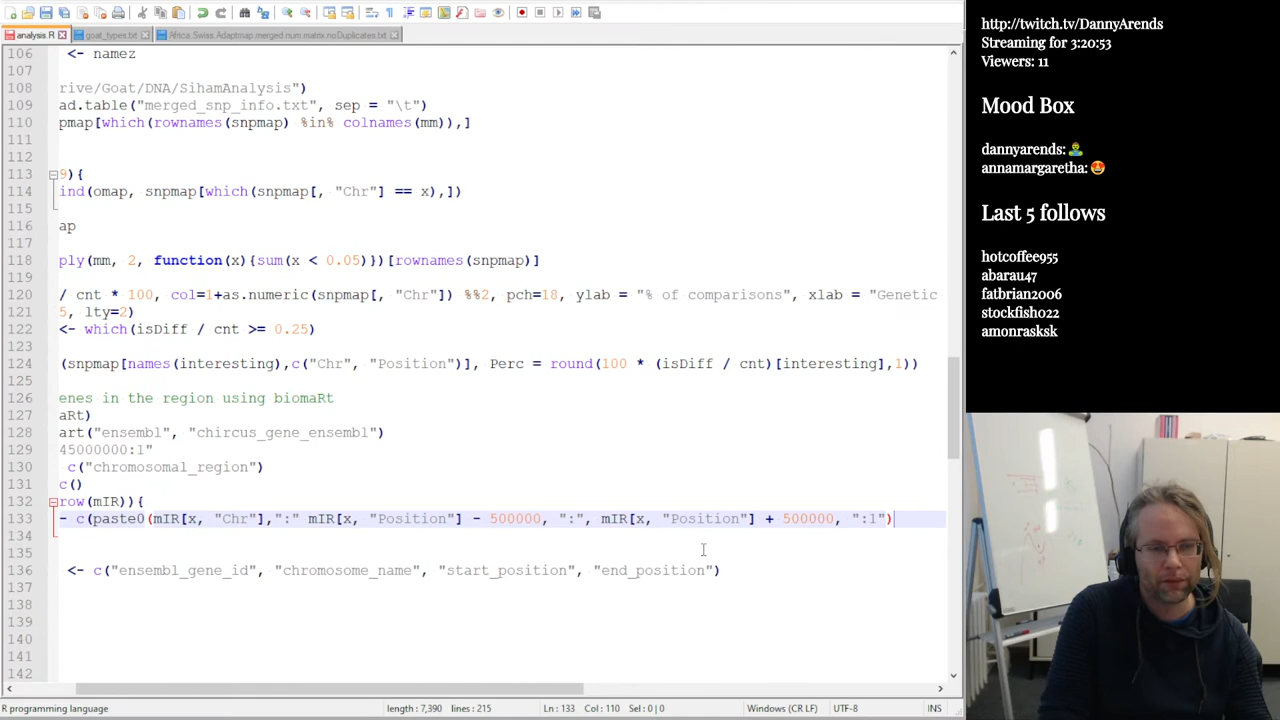 analysis.R
goat_types.txt
Africa.Swiss.Adaptmap.merged.num.matrix.noDuplicates.txt
106 <- namez
107
108 rive/Goat/DNA/SihamAnalysis")
109 ad.table("merged_snp_info.txt", sep = "\t")
110 pmap[which(rownames(snpmap) %in% colnames(mm)),]
111
112
113 9){
114 ind(omap, snpmap[which(snpmap[, "Chr"] == x),])
115
116 ap
117
118 ply(mm, 2, function(x){sum(x < 0.05)})[rownames(snpmap)]
119
120 / cnt * 100, col=1+as.numeric(snpmap[, "Chr"]) %%2, pch=18, ylab = "% of comparisons", xlab = "Genetic
121 5, lty=2)
122 <- which(isDiff / cnt >= 0.25)
123
124 (snpmap[names(interesting),c("Chr", "Position")], Perc = round(100 * (isDiff / cnt)[interesting],1))
125
126 enes in the region using biomaRt
127 aRt)
128 art("ensembl", "chircus_gene_ensembl")
129 45000000:1"
130 c("chromosomal_region")
131 c()
132 row(mIR)){
133 - c(paste0(mIR[x, "Chr"],":" mIR[x, "Position"] - 500000, ":", mIR[x, "Position"] + 500000, ":1")
134
135
136 <- c("ensembl_gene_id", "chromosome_name", "start_position", "end_position")
137
138
139
140
141
142
R programming language
length : 7,390 lines : 215
Ln : 133 Col : 110 Sel : 0 | 0
Windows (CR LF)
UTF-8
INS
http://twitch.tv/DannyArends
Streaming for 3:20:53
Viewers: 11
Mood Box
dannyarends:
annamargaretha:
Last 5 follows
hotcoffee955
abarau47
fatbrian2006
stockfish022
amonrasksk